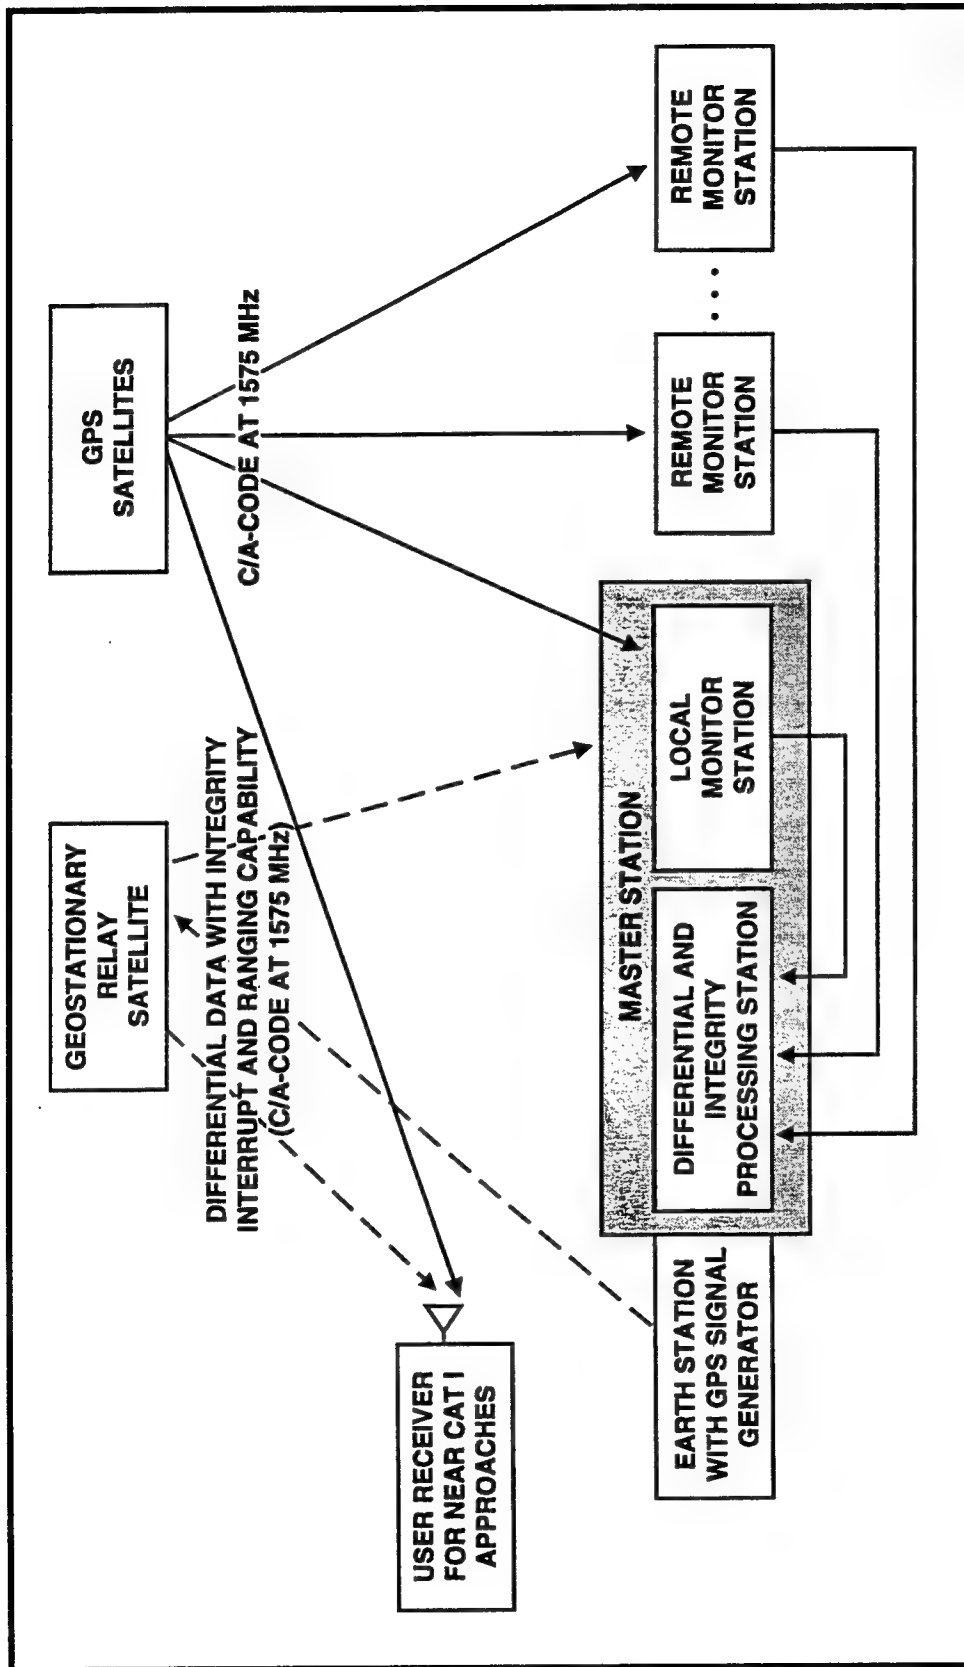 GEOSTATIONARY
RELAY
SATELLITE
GPS
SATELLITES
DIFFERENTIAL DATA WITH INTEGRITY
INTERRUPT AND RANGING CAPABILITY
(C/A-CODE AT 1575 MHz)
C/A-CODE AT 1575 MHz
USER RECEIVER
FOR NEAR CAT I
APPROACHES
MASTER STATION
EARTH STATION
WITH GPS SIGNAL
GENERATOR
DIFFERENTIAL AND
INTEGRITY
PROCESSING STATION
LOCAL
MONITOR
STATION
REMOTE
MONITOR
STATION
. . . .
REMOTE
MONITOR
STATION